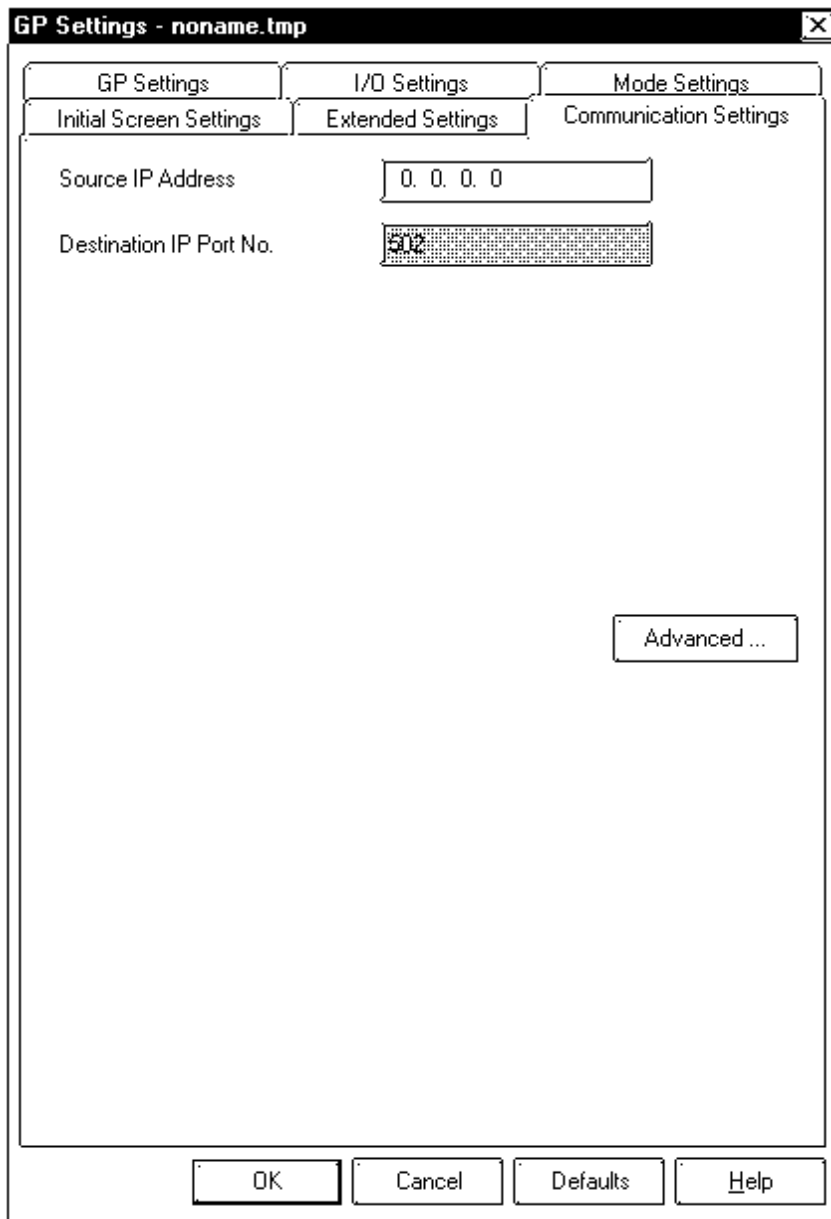 GP Settings - noname.tmp
GP Settings I/O Settings Mode Settings
Initial Screen Settings Extended Settings Communication Settings
Source IP Address 0. 0. 0. 0
Destination IP Port No. 502
Advanced ...
OK Cancel Defaults Help